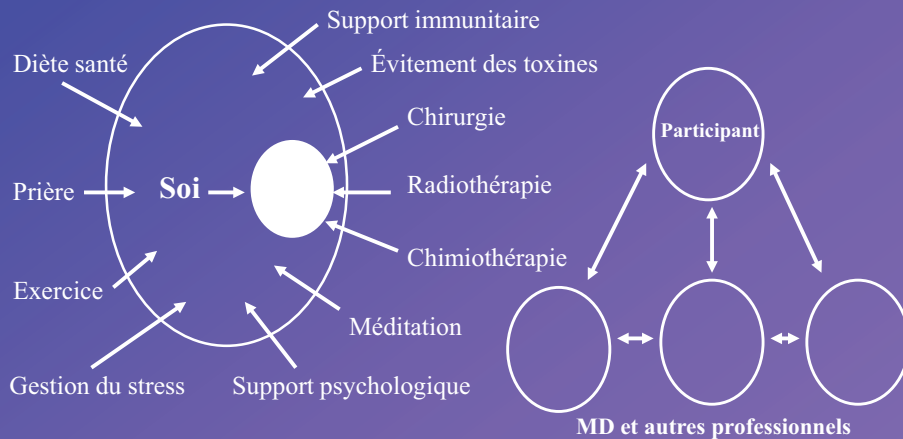 Support immunitaire
Diète santé
Évitement des toxines
Chirurgie
Participant
Prière
Soi
Radiothérapie
Chimiothérapie
Exercice
Méditation
Gestion du stress
Support psychologique
MD et autres professionnels